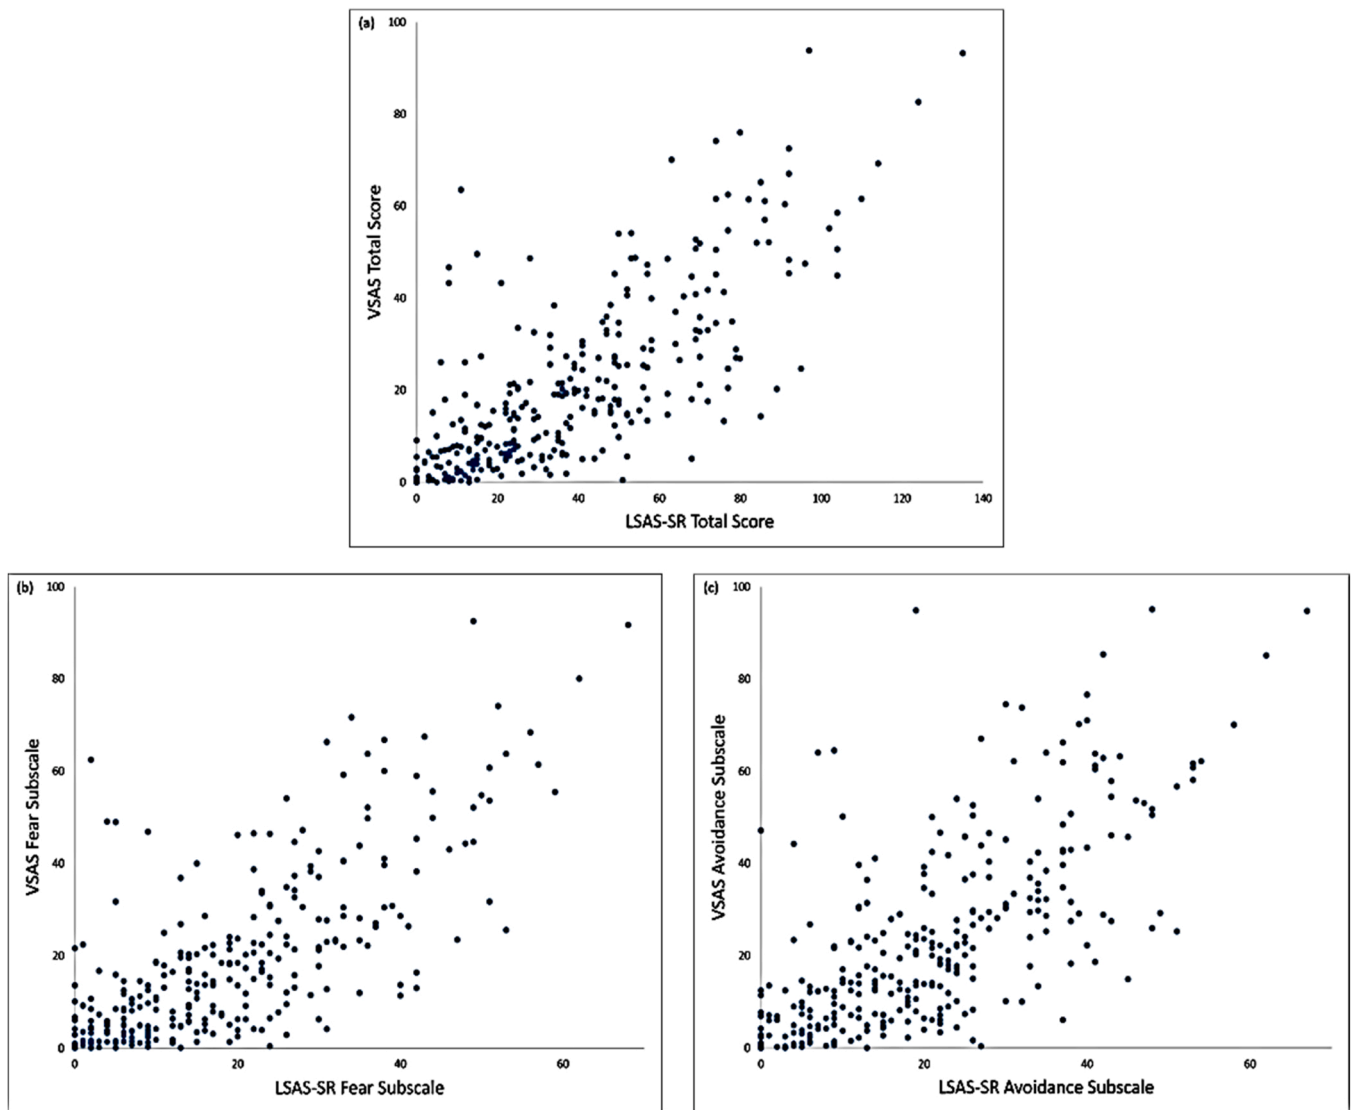 (a)
100
80
60
40
20
0
VSAS Total Score
0 20 40 60 80 100 120 140
LSAS-SR Total Score
(b)
100
80
60
40
20
0
VSAS Fear Subscale
0 20 40 60
LSAS-SR Fear Subscale
(c)
100
80
60
40
20
0
VSAS Avoidance Subscale
0 20 40 60
LSAS-SR Avoidance Subscale